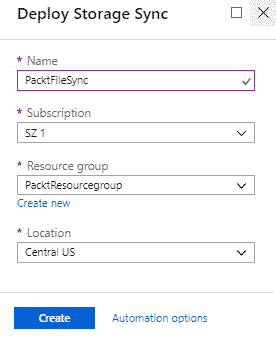 Deploy Storage Sync
* Name
PacktFileSync
* Subscription
SZ 1
* Resource group
PacktResourcegroup
Create new
* Location
Central US
Create Automation options